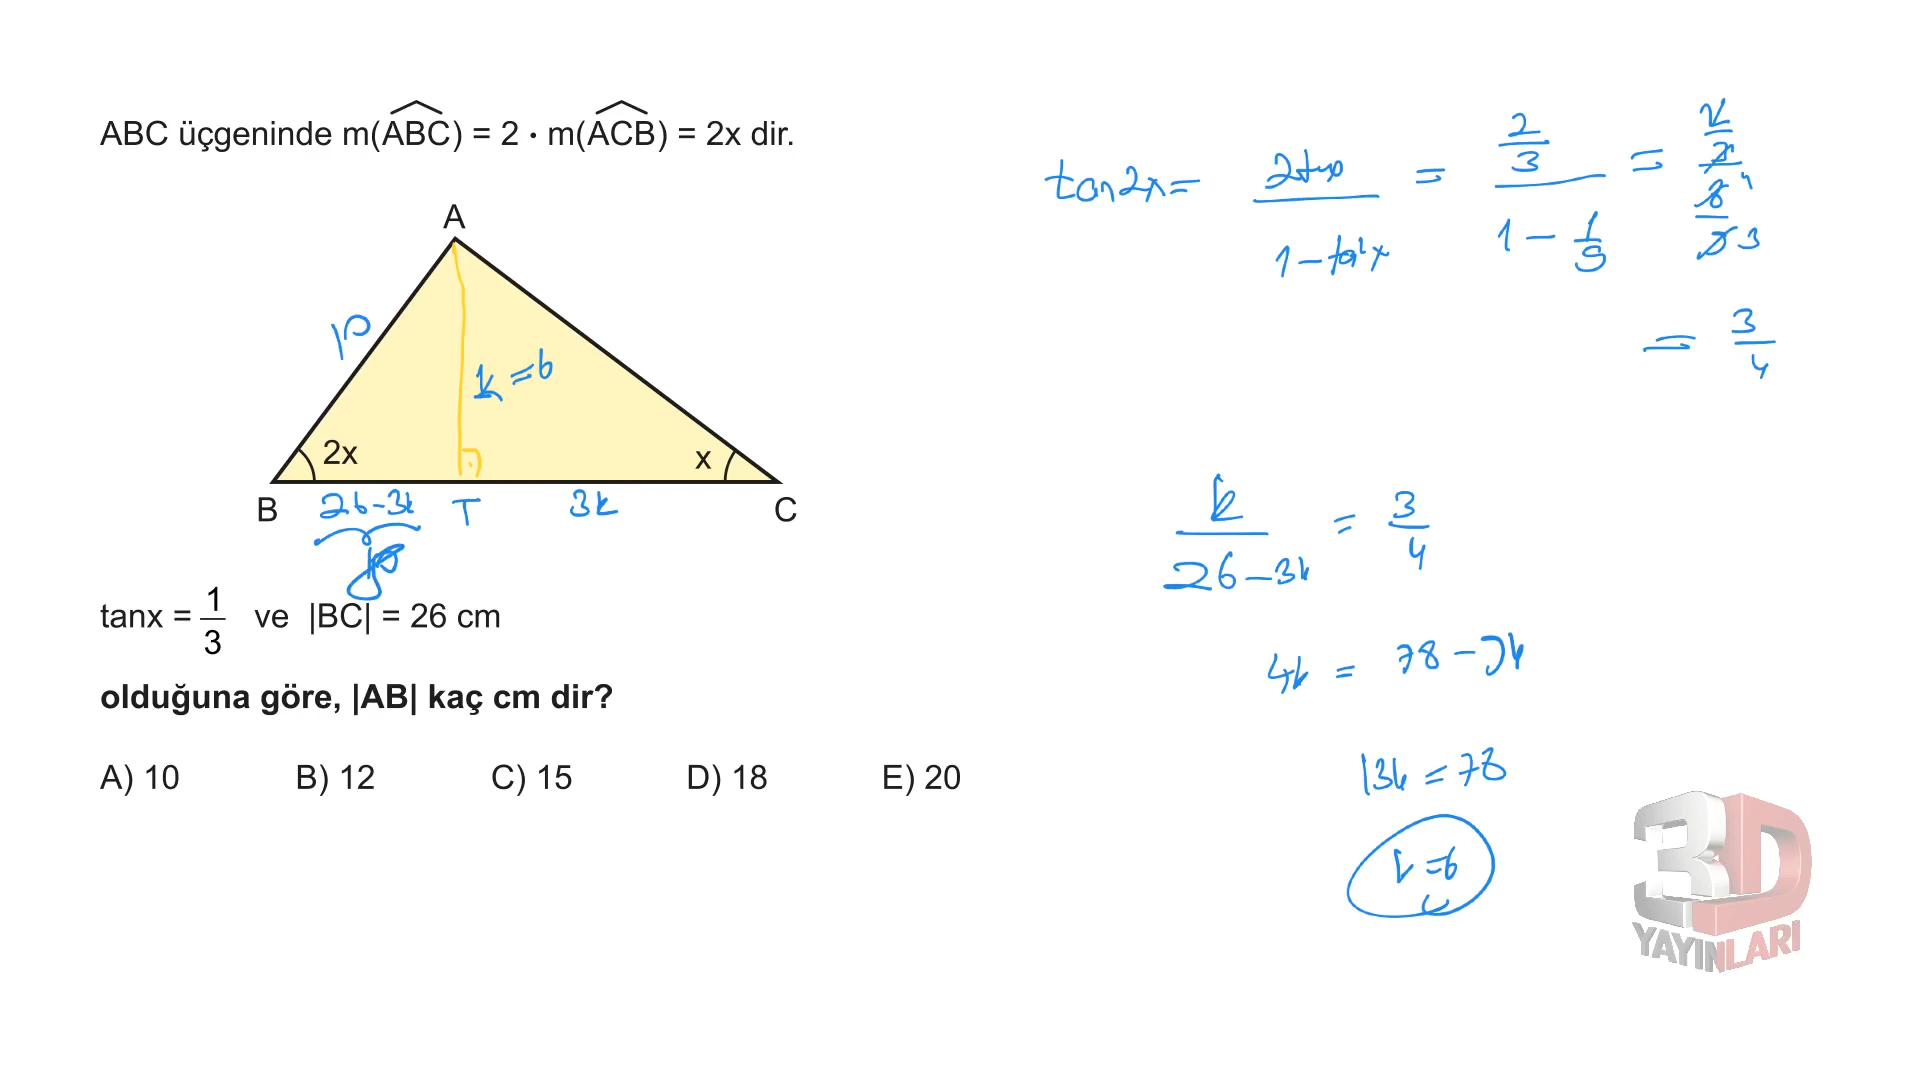 ABC üçgeninde m(ABC) = 2 · m(ACB) = 2x dir.
A
10
k = 6
2x
x
B
26-3k
T
3k
C
tanx = 1/3 ve |BC| = 26 cm
olduğuna göre, |AB| kaç cm dir?
A) 10 B) 12 C) 15 D) 18 E) 20
tan2x = 2tanx / 1-tan²x = 2/3 / 1 - 1/9 =
= 3/4
k / 26-3k = 3/4
4k = 78 - 9k
13k = 78
k = 6
3D
YAYINLARI